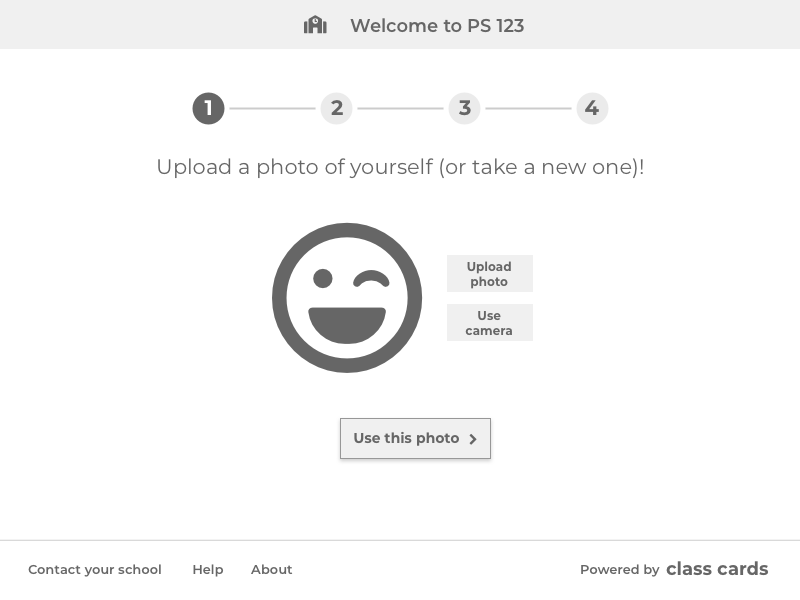 Welcome to PS 123
1 2 3 4
Upload a photo of yourself (or take a new one)!
Upload
photo
Use
camera
Use this photo
Contact your school Help About Powered by class cards